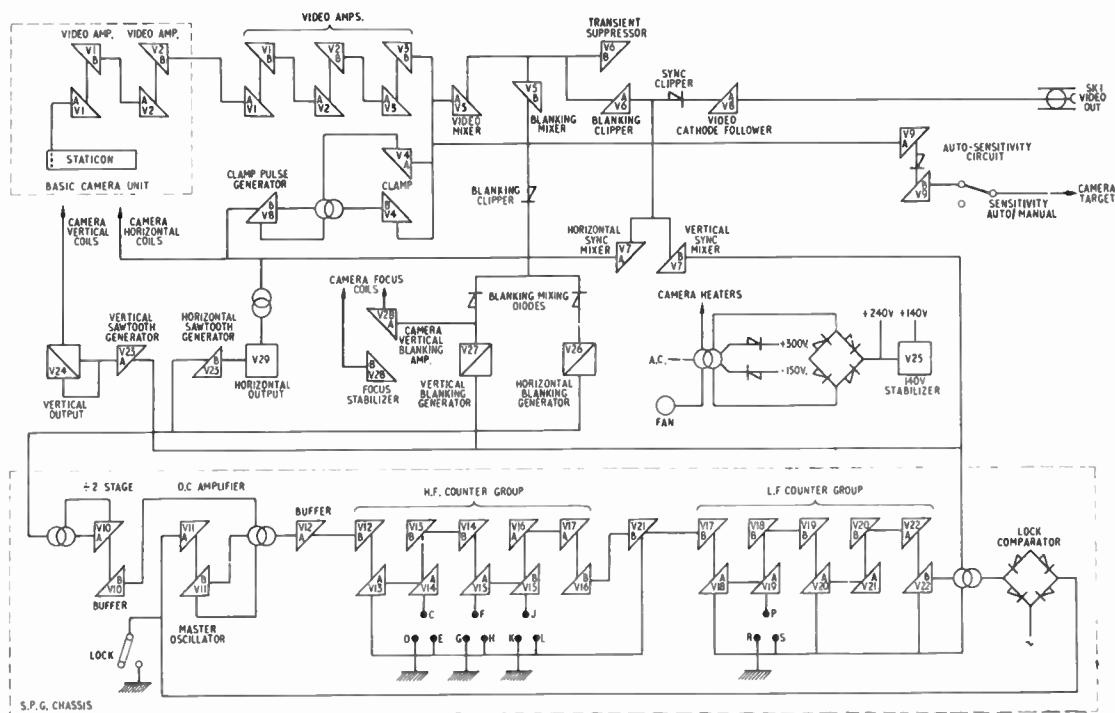 VIDEO AMPS.
TRANSIENT
SUPPRESSOR
VIDEO AMP.
VIDEO AMP.
V1
B
V2
B
V1
B
V2
B
V3
B
V6
B
SYNC
CLIPPER
V5
B
A
V1
A
V2
A
V1
A
V2
A
V3
A
V5
A
V6
A
V8
SK1
VIDEO
OUT
VIDEO
MIXER
BLANKING
MIXER
BLANKING
CLIPPER
VIDEO
CATHODE
FOLLOWER
STATICON
BASIC CAMERA UNIT
V4
A
V9
A
AUTO-SENSITIVITY
CIRCUIT
CLAMP PULSE
GENERATOR
CLAMP
BLANKING
CLIPPER
B
V9
CAMERA
TARGET
SENSITIVITY
AUTO/MANUAL
B
V8
B
V4
CAMERA
VERTICAL
COILS
CAMERA
HORIZONTAL
COILS
HORIZONTAL
SYNC
MIXER
VERTICAL
SYNC
MIXER
V7
A
B
V7
CAMERA FOCUS
COILS
BLANKING MIXING
DIODES
CAMERA HEATERS
VERTICAL
SAWTOOTH
GENERATOR
HORIZONTAL
SAWTOOTH
GENERATOR
V28
A
CAMERA
VERTICAL
BLANKING
AMP.
+240V.
+140V.
V24
V23
A
B
V23
V29
V27
V26
A.C.
+300V.
-150V.
V25
B
V28
VERTICAL
OUTPUT
HORIZONTAL
OUTPUT
FOCUS
STABILIZER
VERTICAL
BLANKING
GENERATOR
HORIZONTAL
BLANKING
GENERATOR
140V
STABILIZER
FAN
÷2 STAGE
D.C AMPLIFIER
H.F. COUNTER GROUP
L.F COUNTER GROUP
BUFFER
LOCK
COMPARATOR
V10
A
V11
A
V12
A
V12
B
V13
B
V14
B
V16
A
V17
A
V21
B
V17
B
V18
B
V19
B
V20
B
V22
A
B
V10
B
V11
A
V13
A
V14
A
V15
B
V15
B
V16
A
V18
A
V19
A
V20
A
V21
B
V22
BUFFER
MASTER
OSCILLATOR
C
F
J
P
LOCK
D
E
G
H
K
L
R
S
S.P.G. CHASSIS